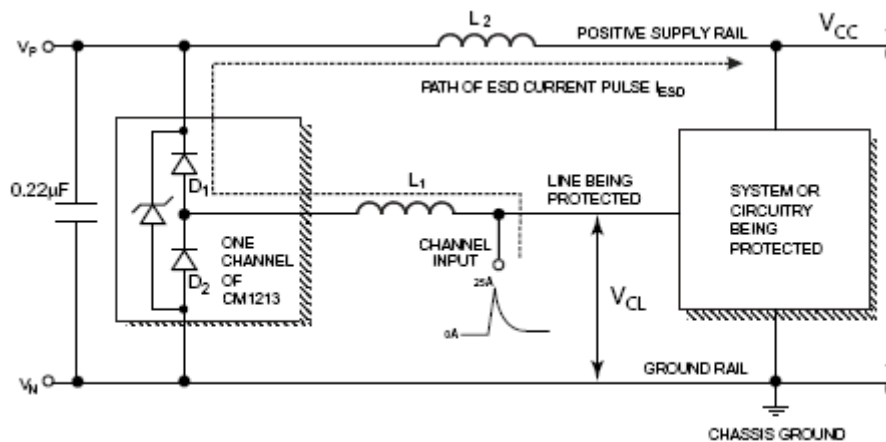 L2
VP
POSITIVE SUPPLY RAIL
VCC
PATH OF ESD CURRENT PULSE IESD
0.22µF
D1
L1
LINE BEING
PROTECTED
SYSTEM OR
CIRCUITRY
BEING
PROTECTED
ONE
CHANNEL
OF
CM1213
D2
CHANNEL
INPUT
25A
0A
VCL
VN
GROUND RAIL
CHASSIS GROUND